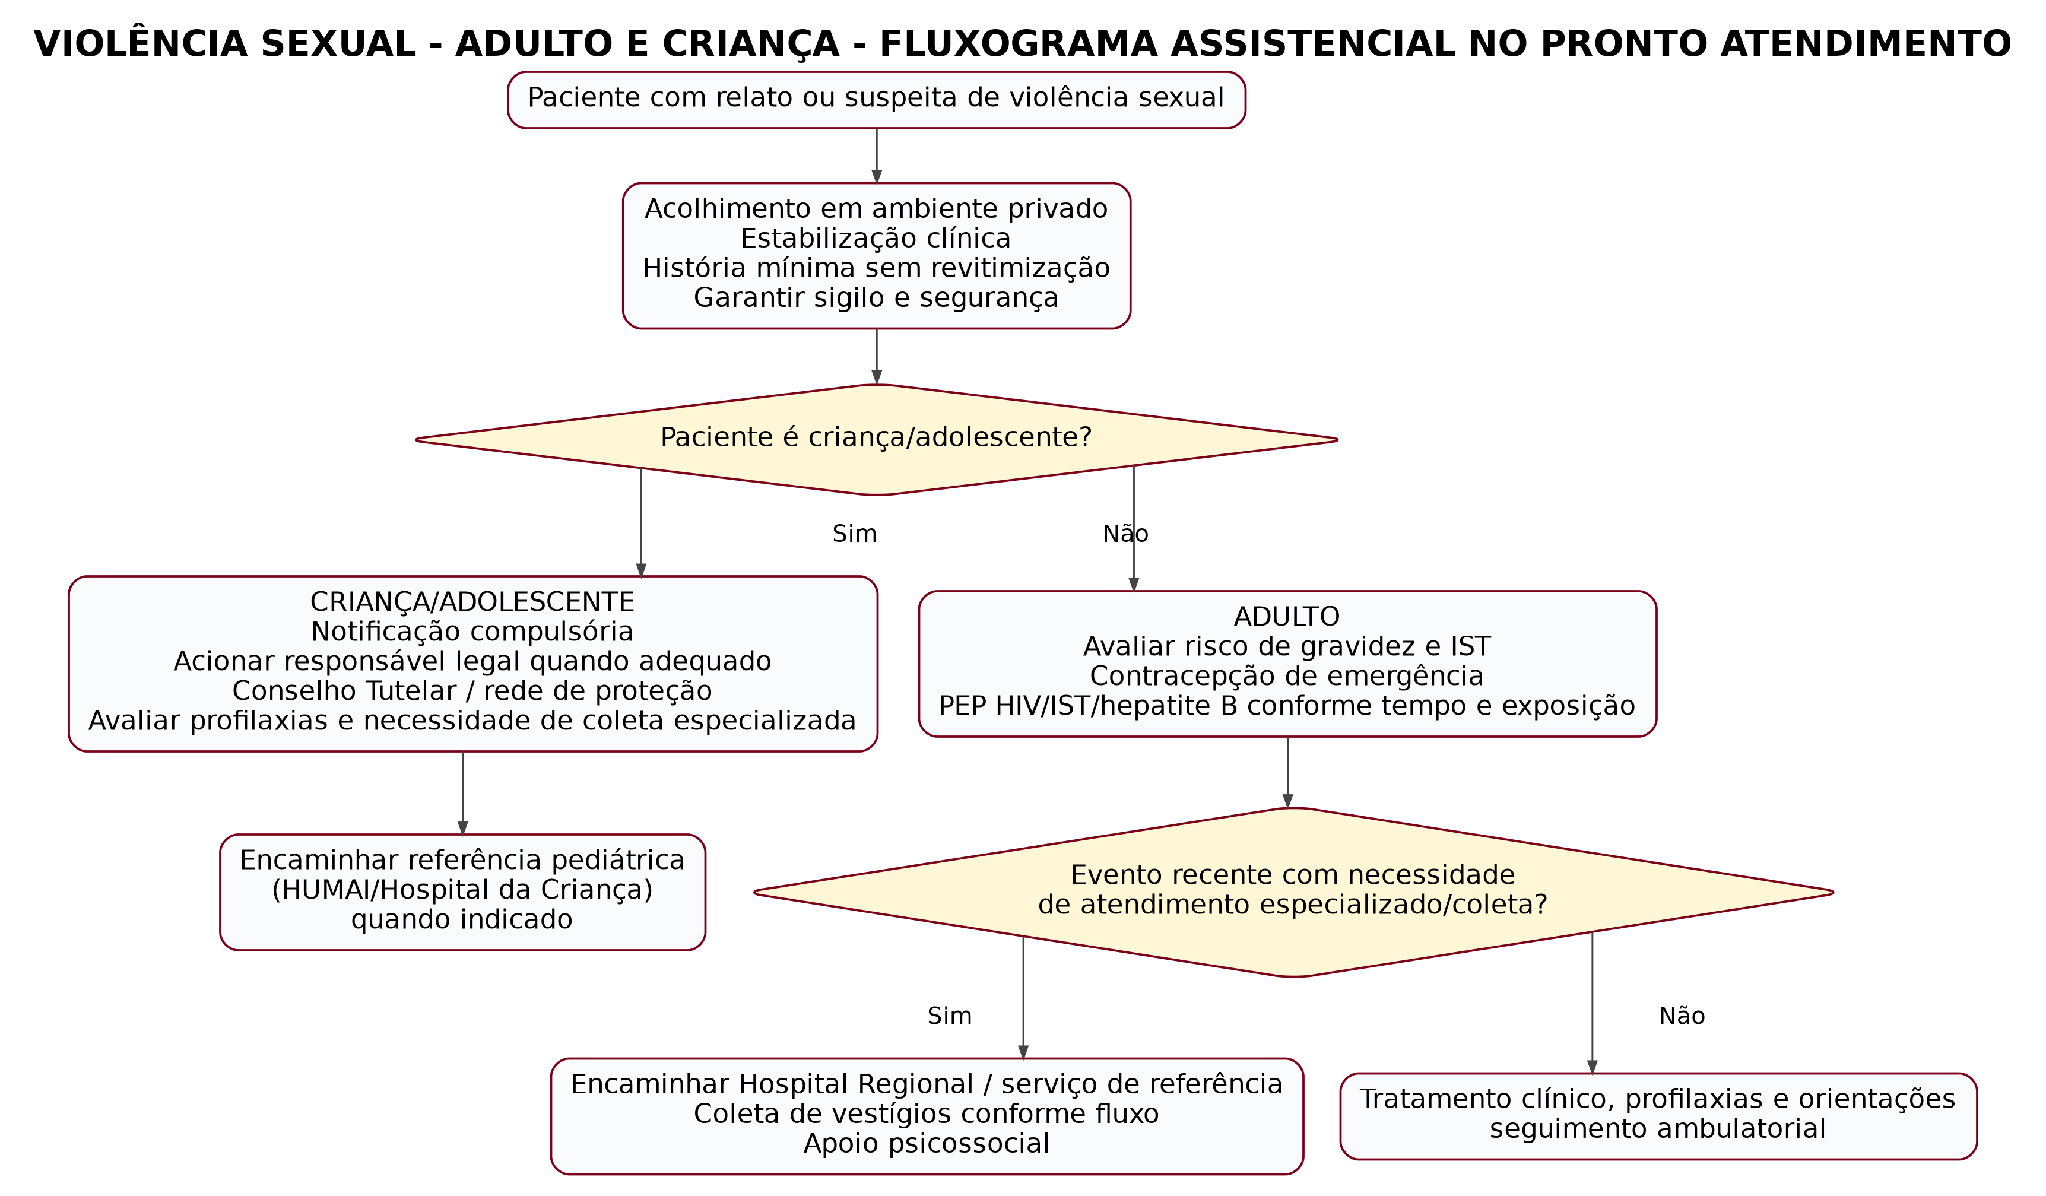 VIOLÊNCIA SEXUAL - ADULTO E CRIANÇA - FLUXOGRAMA ASSISTENCIAL NO PRONTO ATENDIMENTO
Paciente com relato ou suspeita de violência sexual
Acolhimento em ambiente privado
Estabilização clínica
História mínima sem revitimização
Garantir sigilo e segurança
Paciente é criança/adolescente?
Sim
Não
CRIANÇA/ADOLESCENTE
Notificação compulsória
Acionar responsável legal quando adequado
Conselho Tutelar / rede de proteção
Avaliar profilaxias e necessidade de coleta especializada
ADULTO
Avaliar risco de gravidez e IST
Contracepção de emergência
PEP HIV/IST/hepatite B conforme tempo e exposição
Encaminhar referência pediátrica
(HUMAI/Hospital da Criança)
quando indicado
Evento recente com necessidade
de atendimento especializado/coleta?
Sim
Não
Encaminhar Hospital Regional / serviço de referência
Coleta de vestígios conforme fluxo
Apoio psicossocial
Tratamento clínico, profilaxias e orientações
seguimento ambulatorial